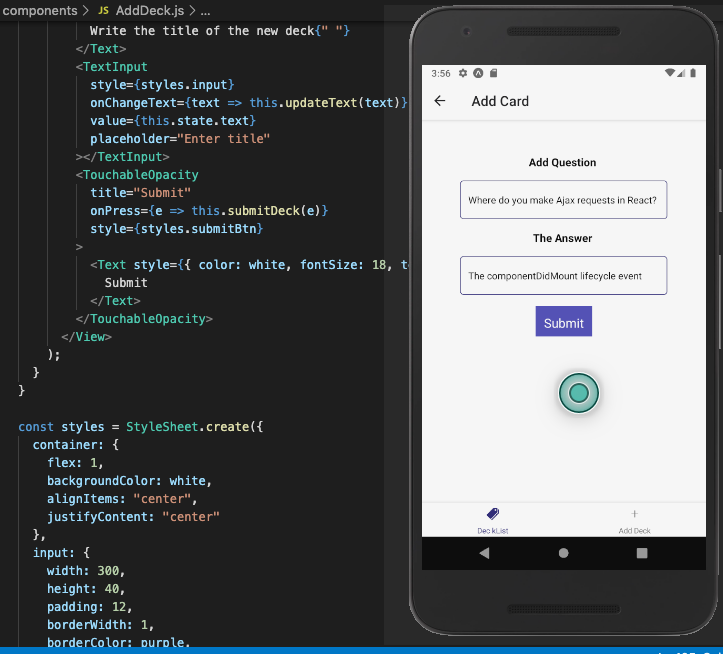 components > JS AddDeck.js > ...
Write the title of the new deck{" "}
</Text>
<TextInput
style={styles.input}
onChangeText={text => this.updateText(text)}
value={this.state.text}
placeholder="Enter title"
></TextInput>
<TouchableOpacity
title="Submit"
onPress={e => this.submitDeck(e)}
style={styles.submitBtn}
>
<Text style={{ color: white, fontSize: 18, t
Submit
</Text>
</TouchableOpacity>
</View>
);
}
}
const styles = StyleSheet.create({
container: {
flex: 1,
backgroundColor: white,
alignItems: "center",
justifyContent: "center"
},
input: {
width: 300,
height: 40,
padding: 12,
borderWidth: 1,
borderColor: purple,
3:56
Add Card
Add Question
Where do you make Ajax requests in React?
The Answer
The componentDidMount lifecycle event
Submit
DeckList
Add Deck